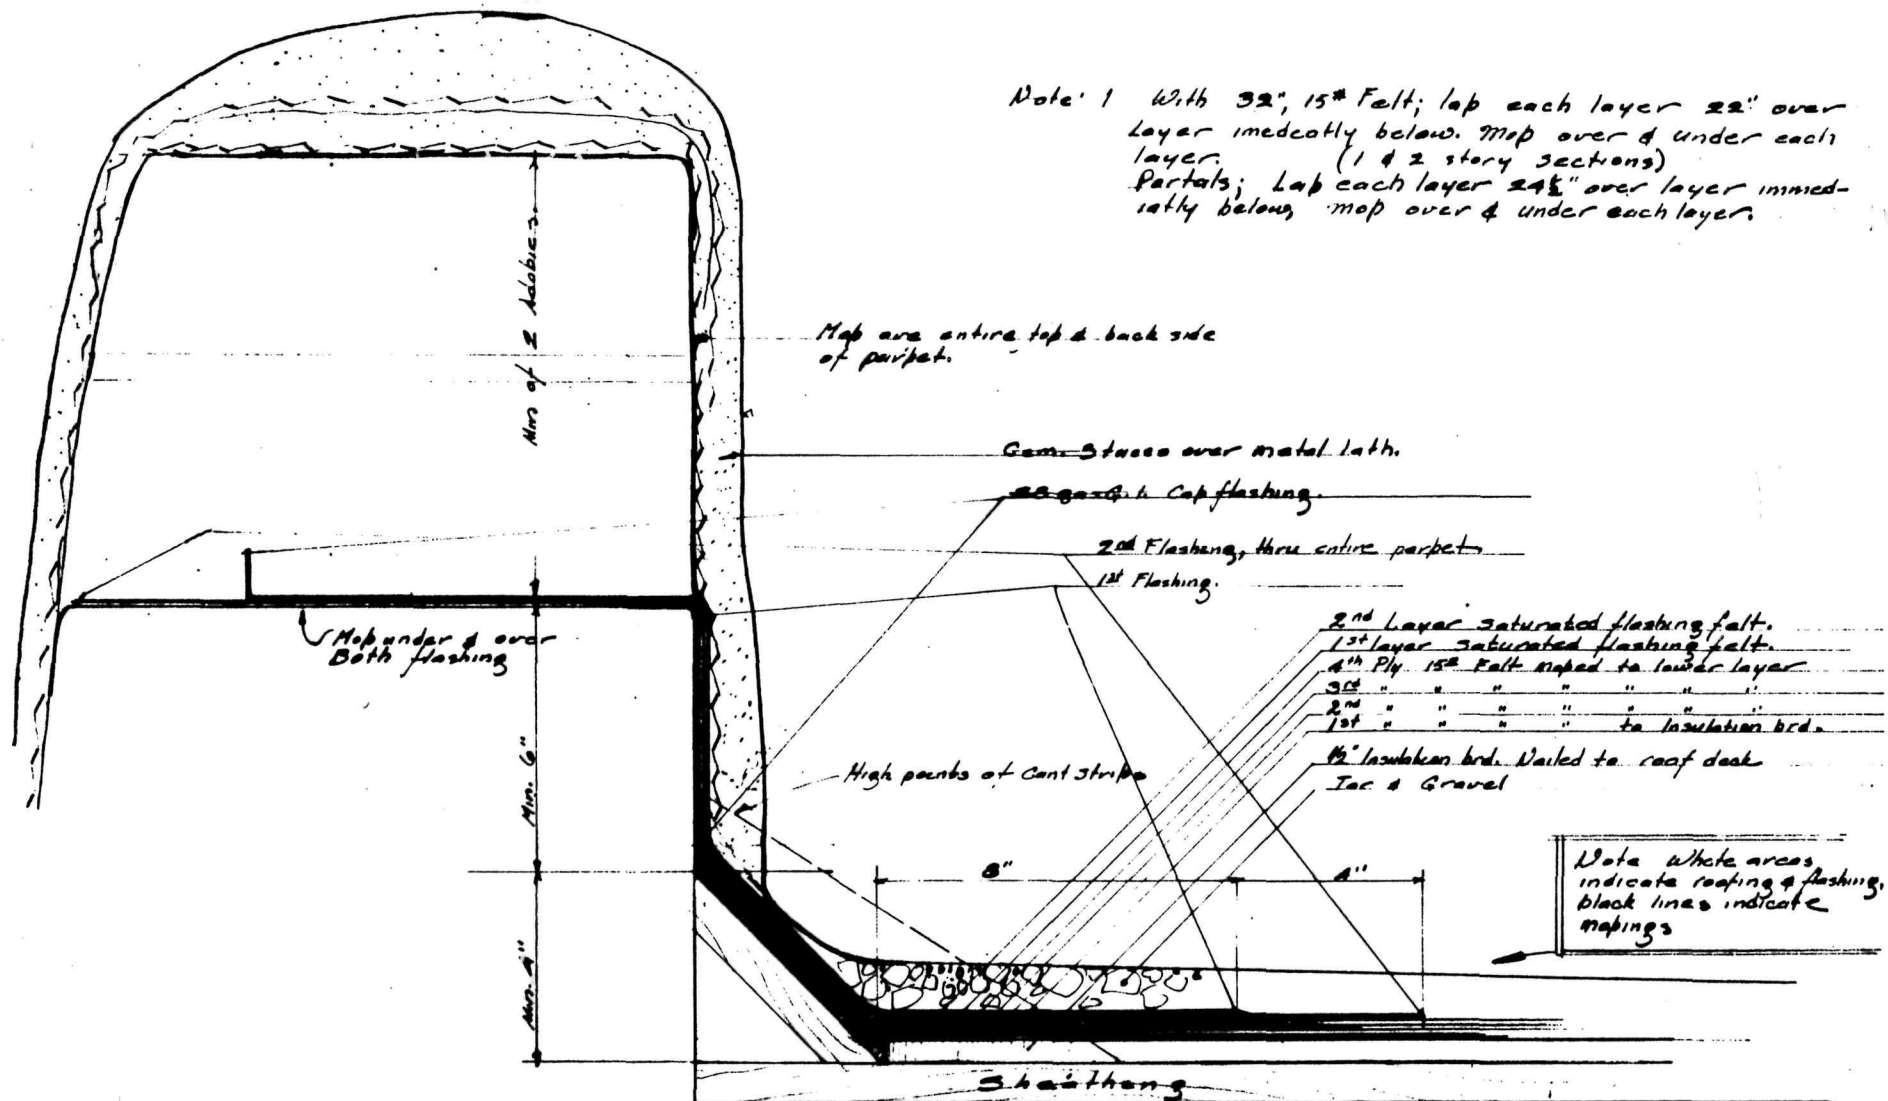 Note: 1 With 32", 15# Felt; lap each layer 22" over
Layer imedeatly below. Mop over & under each
layer. (1 & 2 story sections)
Portals; Lap each layer 24½" over layer immed-
iatly below, mop over & under each layer.
Min of 2 Adobies.
Mop are entire top & back side
of parpet.
Cem. Stucco over metal lath.
Cap flashing.
2nd Flashing, thru entire parpet
1st Flashing.
Mop under & over
Both flashing
2nd Layer saturated flashing felt.
1st layer saturated flashing felt.
4th Ply 15# Felt moped to lower layer
3rd " " " " " " "
2nd " " " " " " "
1st " " " " to Insulation brd.
½" Insulation brd. Nailed to roof deck
Tar & Gravel
Min. 6"
High points of Cant strips
8"
4"
Note White areas
indicate roofing & flashing,
black lines indicate
mopings
Min. 4"
Sheathing